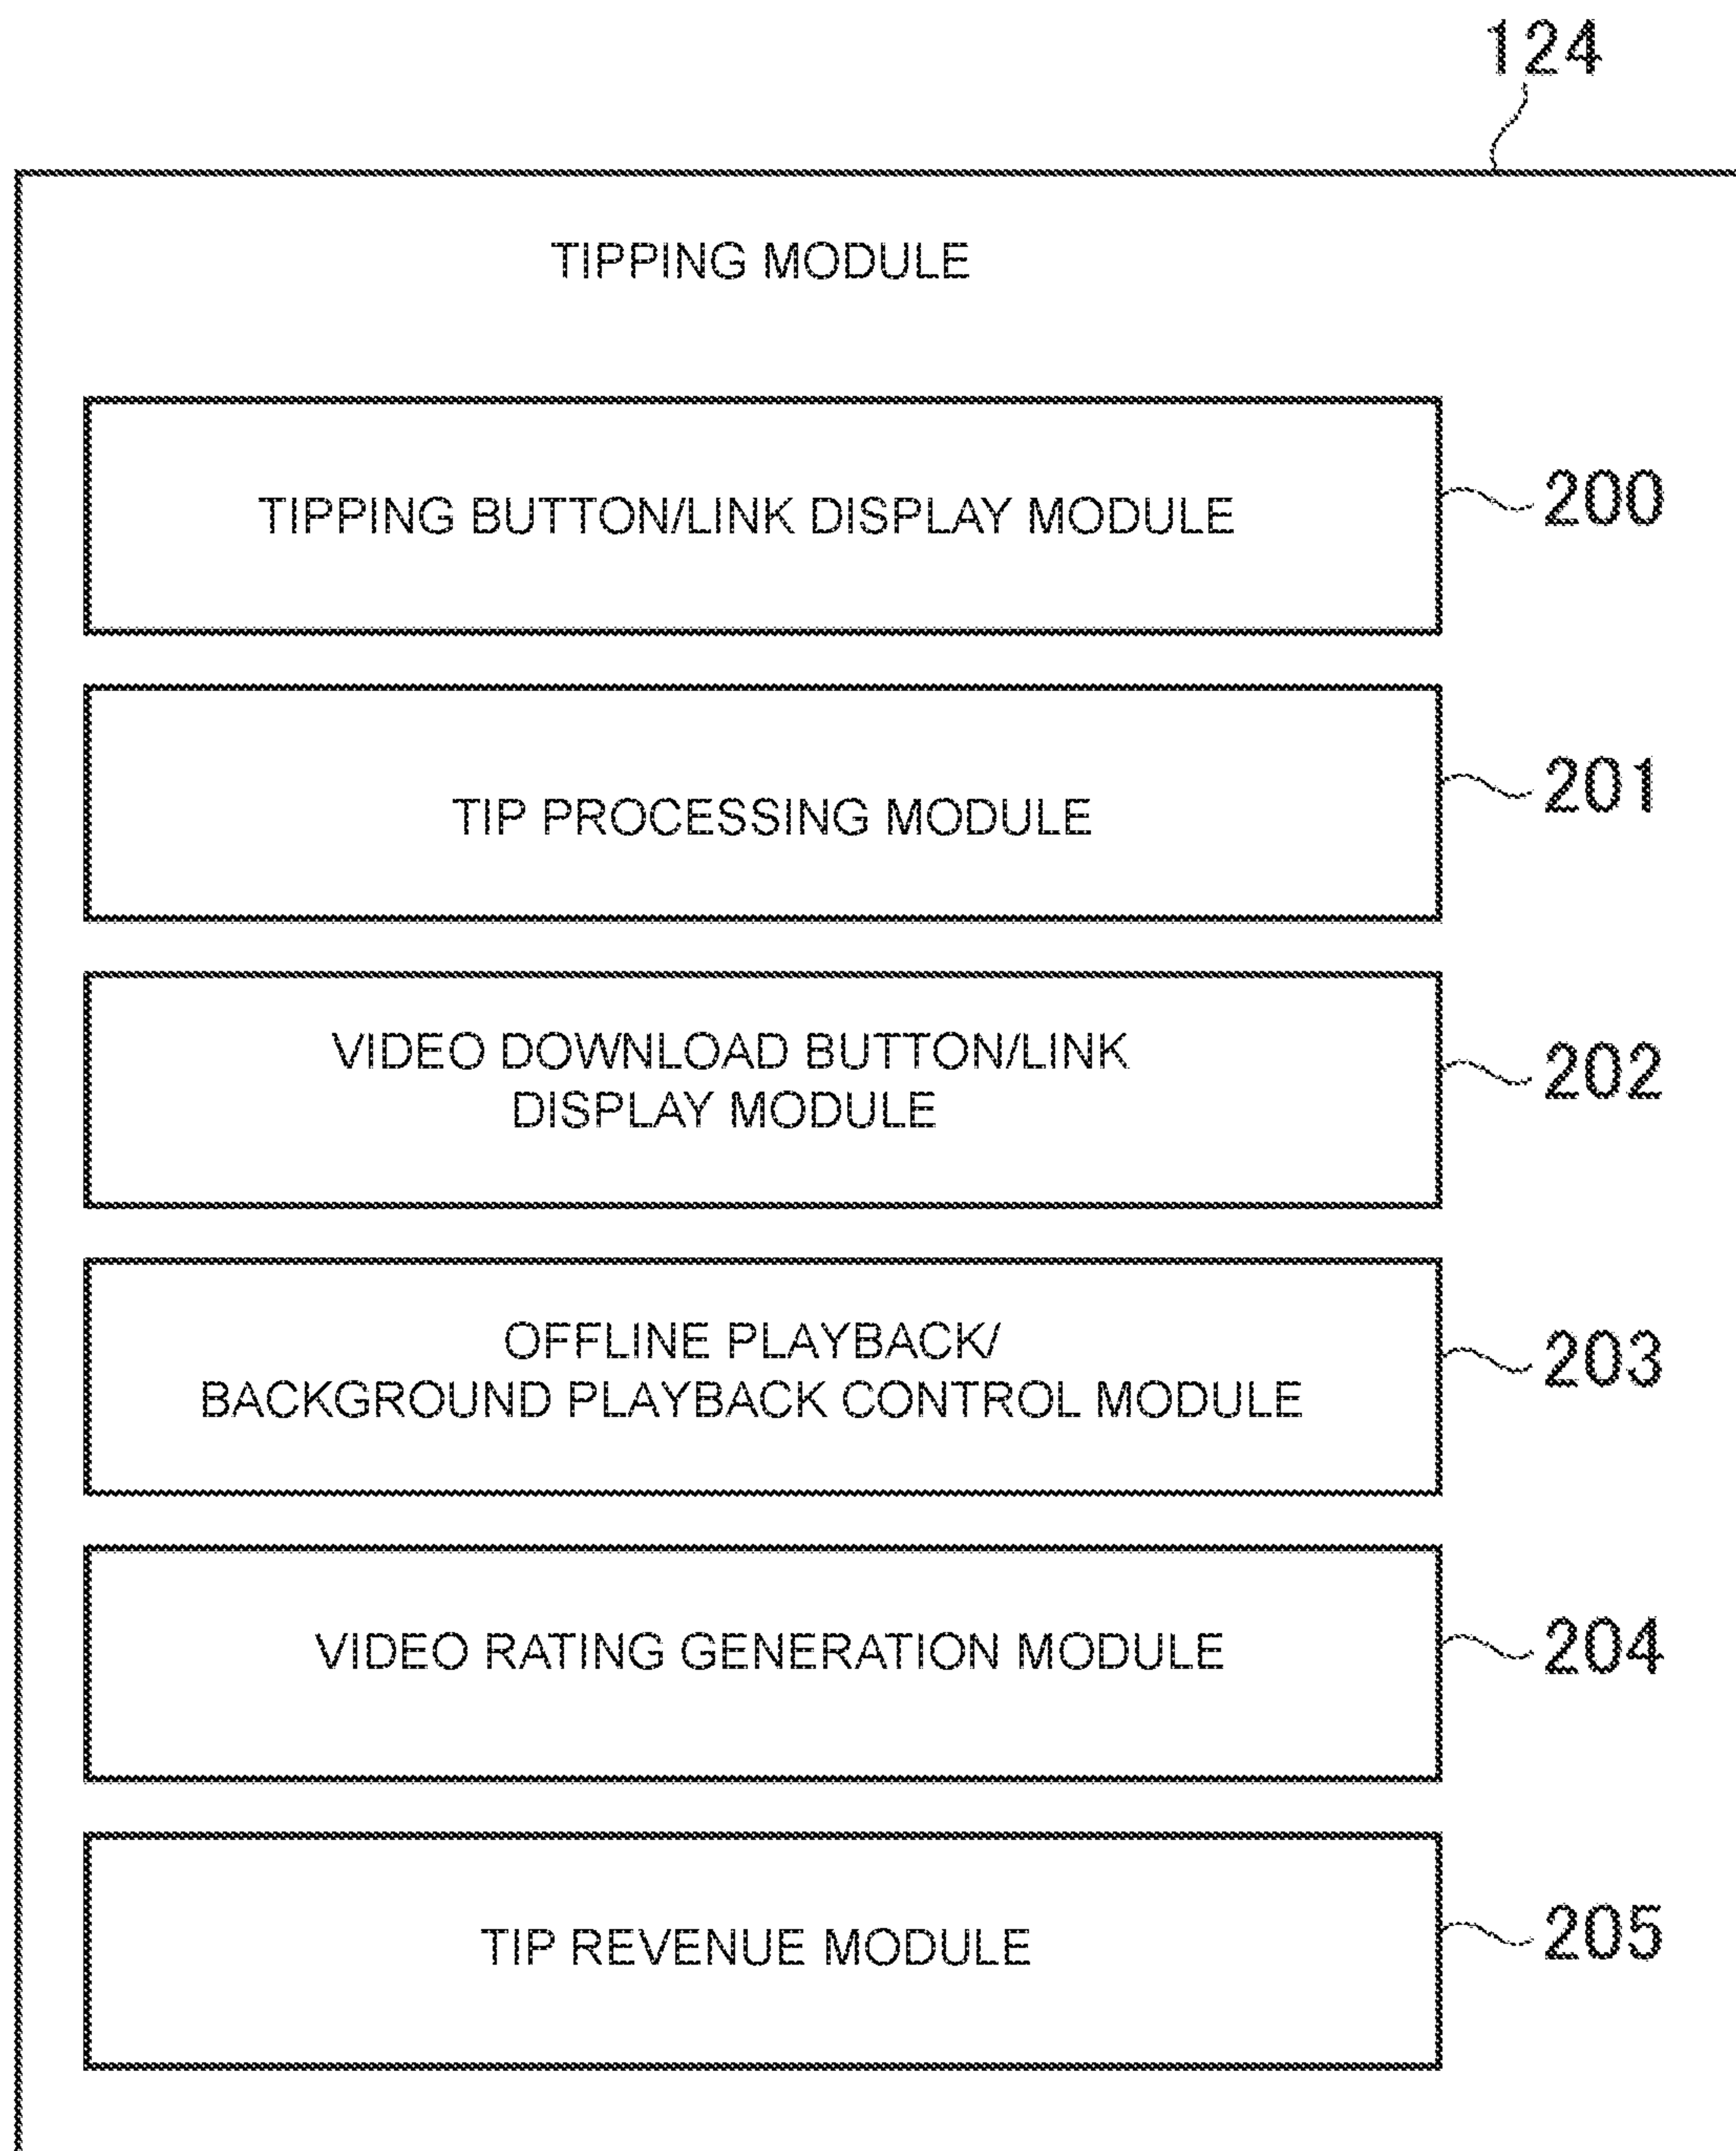 124
TIPPING MODULE
TIPPING BUTTON/LINK DISPLAY MODULE
200
TIP PROCESSING MODULE
201
VIDEO DOWNLOAD BUTTON/LINK
DISPLAY MODULE
202
OFFLINE PLAYBACK/
BACKGROUND PLAYBACK CONTROL MODULE
203
VIDEO RATING GENERATION MODULE
204
TIP REVENUE MODULE
205